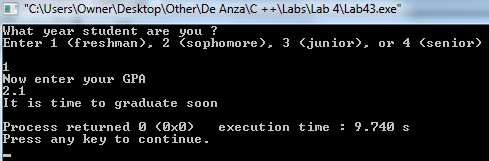 "C:\Users\Owner\Desktop\Other\De Anza\C ++\Labs\Lab 4\Lab43.exe"
What year student are you ?
Enter 1 (freshman), 2 (sophomore), 3 (junior), or 4 (senior)
1
Now enter your GPA
2.1
It is time to graduate soon
Process returned 0 (0x0)   execution time : 9.740 s
Press any key to continue.